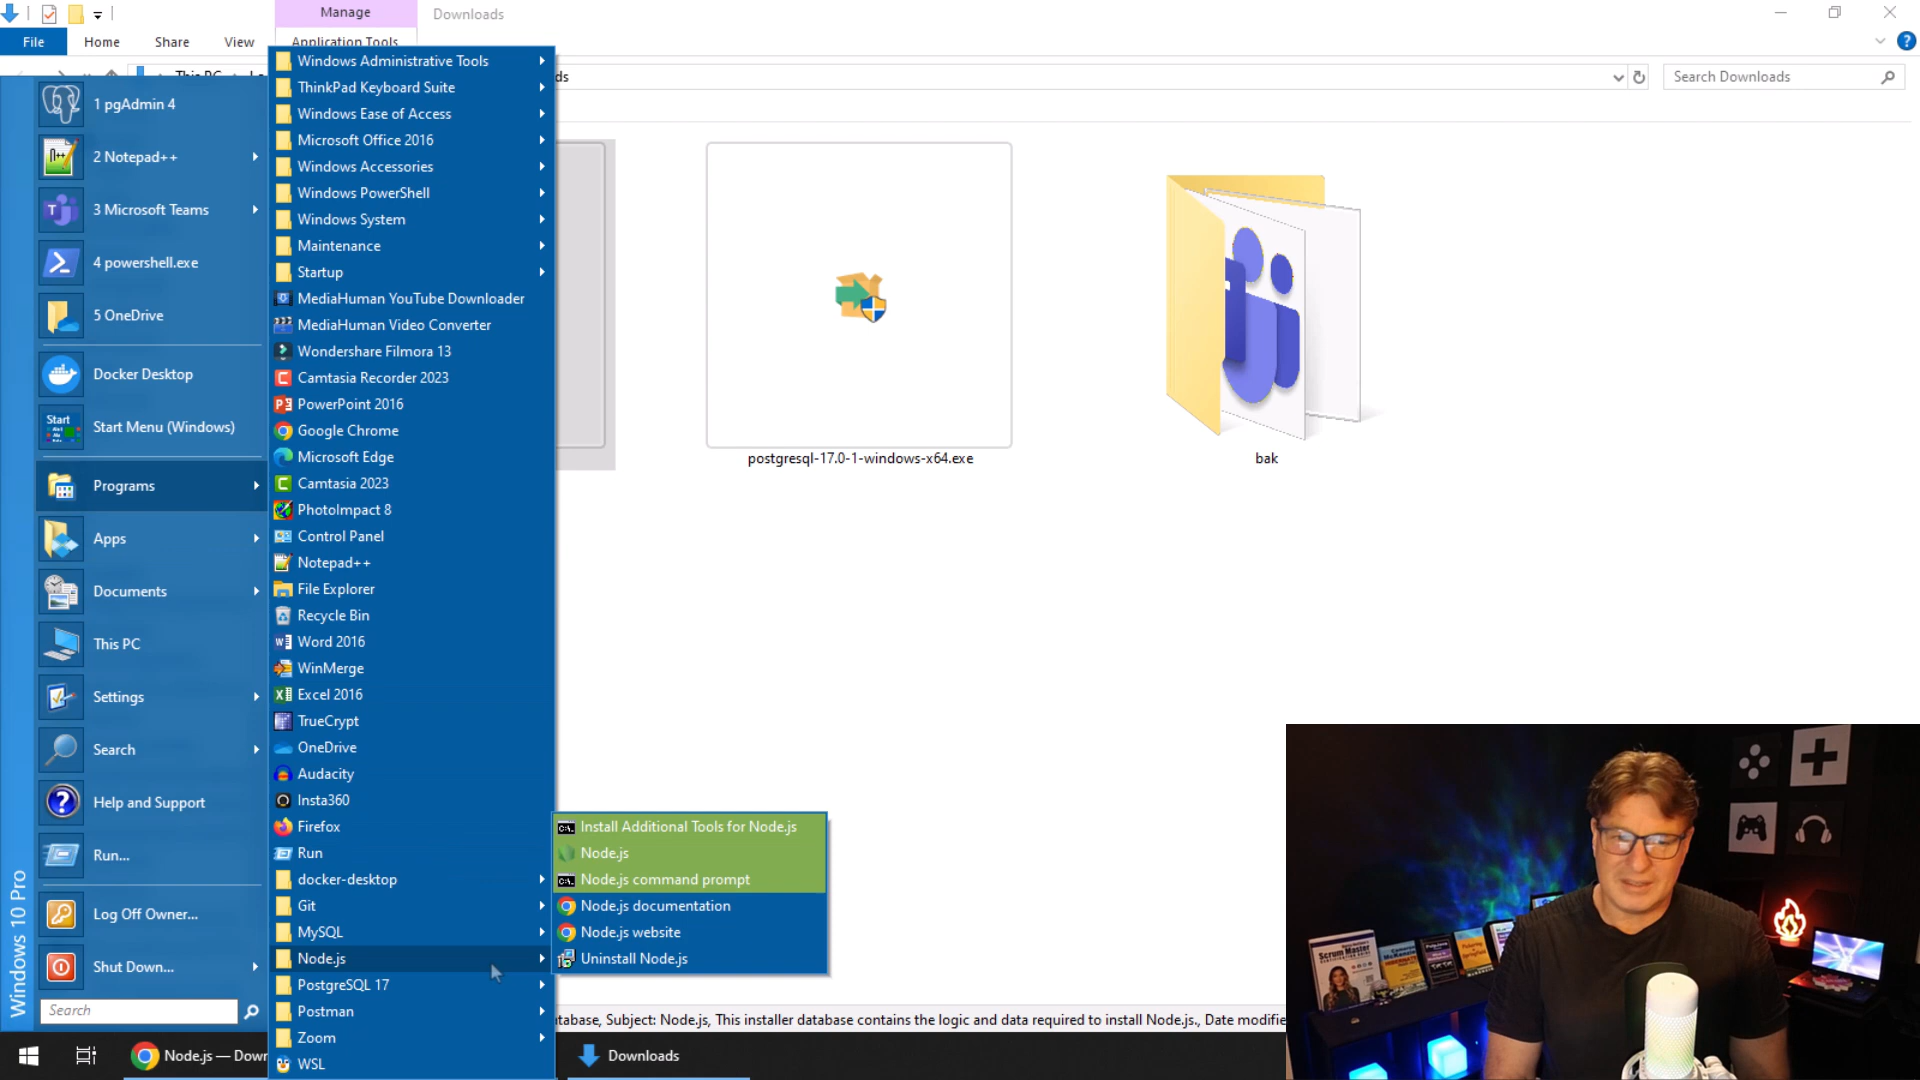 Manage
Downloads
File
Home
Share
View
Application Tools
ds
Search Downloads
1 pgAdmin 4
2 Notepad++
3 Microsoft Teams
4 powershell.exe
5 OneDrive
Docker Desktop
Start
Start Menu (Windows)
Programs
Apps
Documents
This PC
Settings
Search
Help and Support
Run...
Log Off Owner...
Shut Down...
Search
Windows 10 Pro
Windows Administrative Tools
ThinkPad Keyboard Suite
Windows Ease of Access
Microsoft Office 2016
Windows Accessories
Windows PowerShell
Windows System
Maintenance
Startup
MediaHuman YouTube Downloader
MediaHuman Video Converter
Wondershare Filmora 13
Camtasia Recorder 2023
PowerPoint 2016
Google Chrome
Microsoft Edge
Camtasia 2023
PhotoImpact 8
Control Panel
Notepad++
File Explorer
Recycle Bin
Word 2016
WinMerge
Excel 2016
TrueCrypt
OneDrive
Audacity
Insta360
Firefox
Run
docker-desktop
Git
MySQL
Node.js
PostgreSQL 17
Postman
Zoom
WSL
Install Additional Tools for Node.js
Node.js
Node.js command prompt
Node.js documentation
Node.js website
Uninstall Node.js
postgresql-17.0-1-windows-x64.exe
bak
tabase, Subject: Node.js, This installer database contains the logic and data required to install Node.js., Date modifie
Node.js — Down
Downloads
Scrum Master